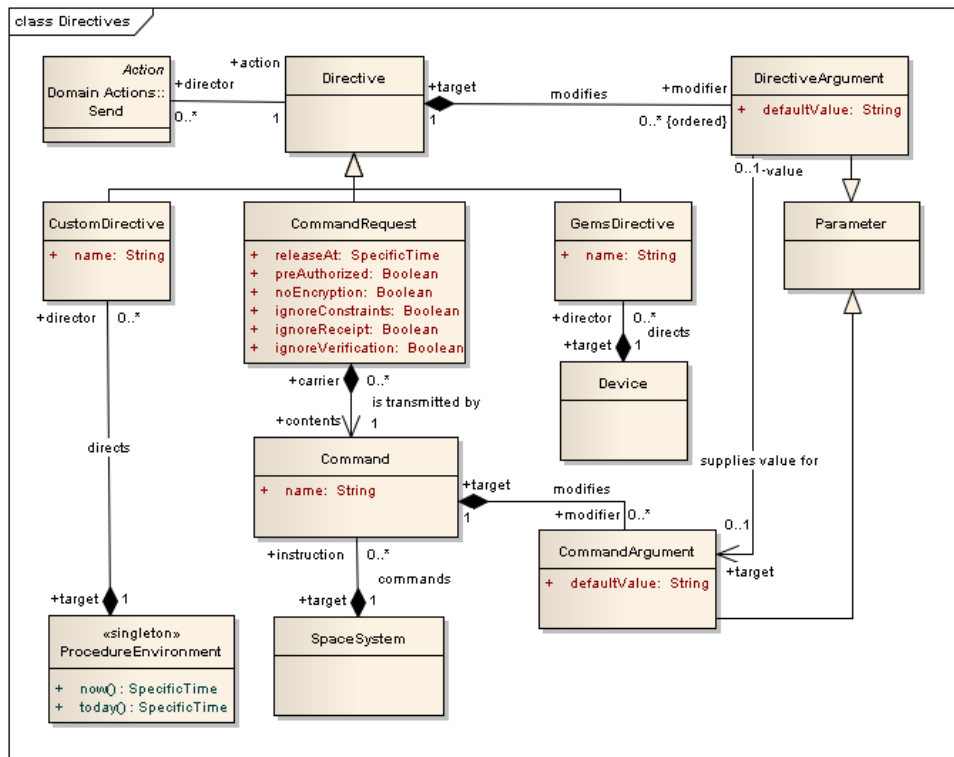 class Directives
Action
Domain Actions::
Send
+action
+director
0..*
1
Directive
+target
1
modifies
+modifier
0..* {ordered}
DirectiveArgument
+ defaultValue: String
0..1
-value
CustomDirective
+ name: String
+director
0..*
CommandRequest
+ releaseAt: SpecificTime
+ preAuthorized: Boolean
+ noEncryption: Boolean
+ ignoreConstraints: Boolean
+ ignoreReceipt: Boolean
+ ignoreVerification: Boolean
GemsDirective
+ name: String
+director
0..*
directs
+target
1
Parameter
Device
+carrier
0..*
is transmitted by
+contents
1
directs
Command
+ name: String
+target
1
modifies
+modifier
0..*
supplies value for
0..1
+target
CommandArgument
+ defaultValue: String
+instruction
0..*
commands
+target
1
SpaceSystem
+target
1
«singleton»
ProcedureEnvironment
+ now() : SpecificTime
+ today() : SpecificTime